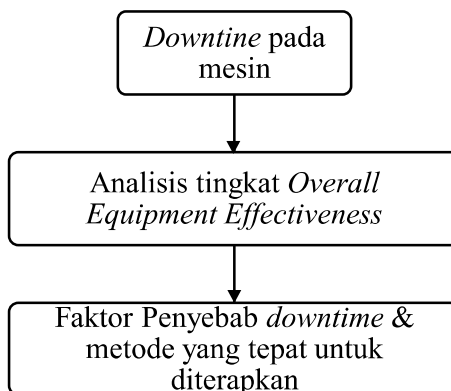 Downtine pada
mesin
Analisis tingkat Overall
Equipment Effectiveness
Faktor Penyebab downtime &
metode yang tepat untuk
diterapkan